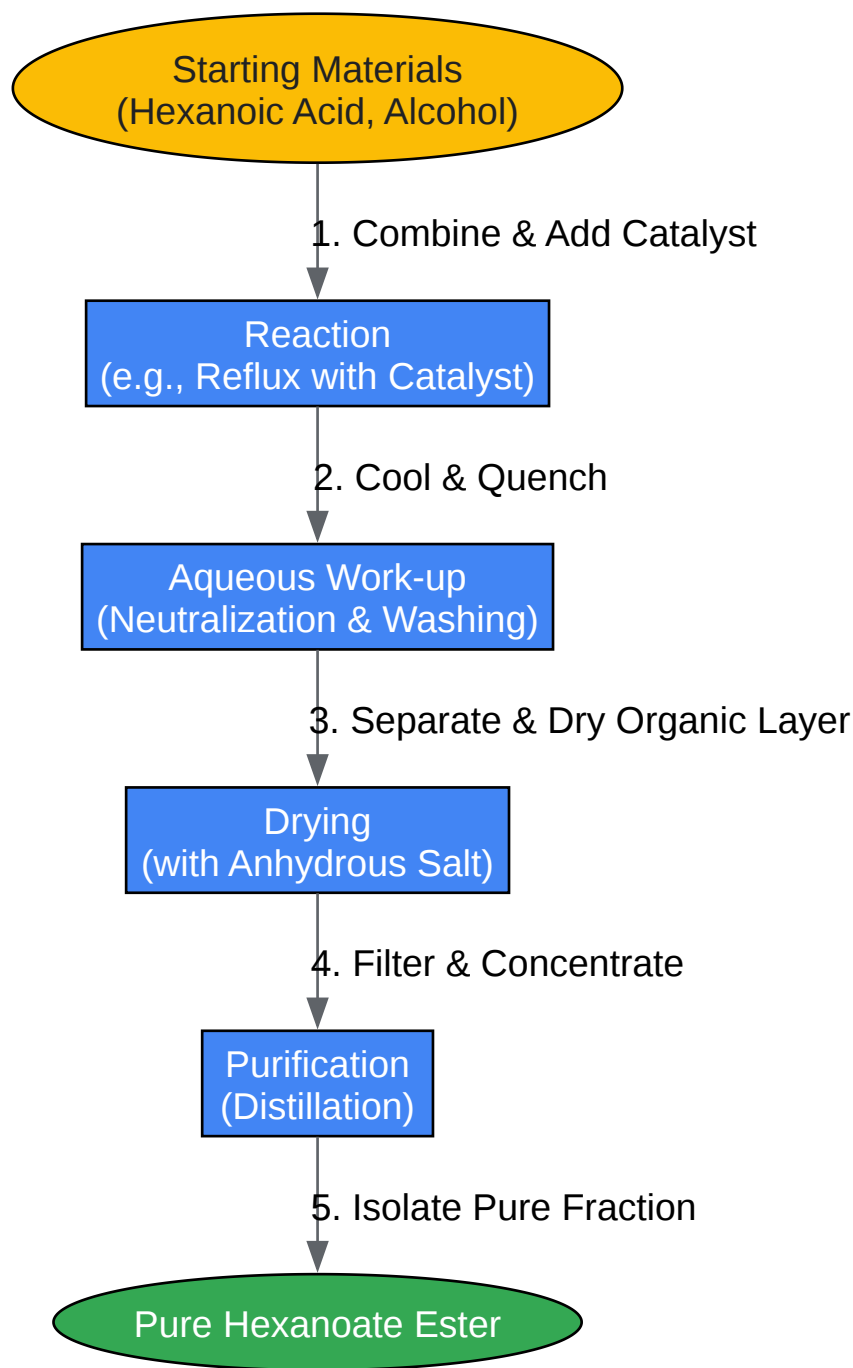 Starting Materials
(Hexanoic Acid, Alcohol)
1. Combine & Add Catalyst
Reaction
(e.g., Reflux with Catalyst)
2. Cool & Quench
Aqueous Work-up
(Neutralization & Washing)
3. Separate & Dry Organic Layer
Drying
(with Anhydrous Salt)
4. Filter & Concentrate
Purification
(Distillation)
5. Isolate Pure Fraction
Pure Hexanoate Ester